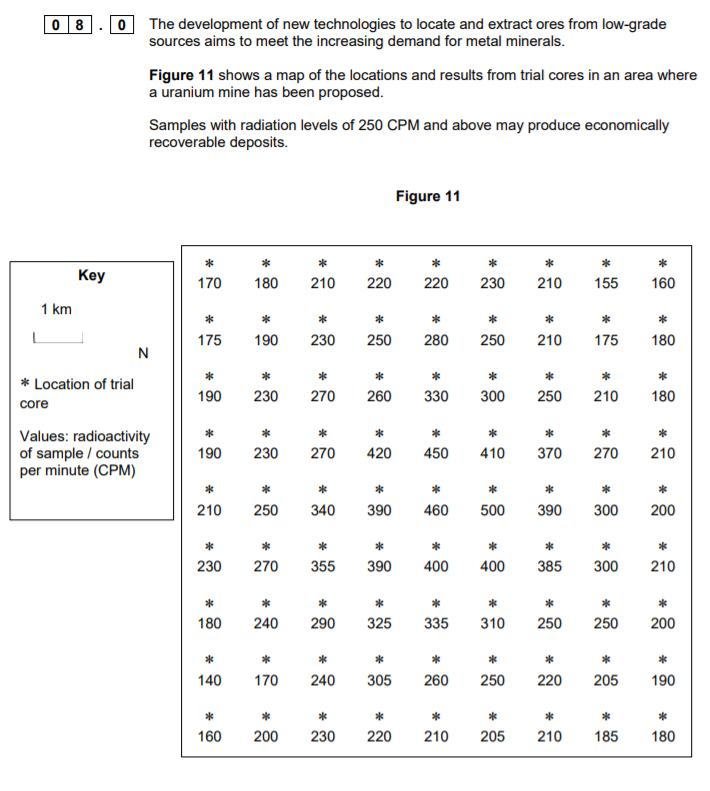 0 8 . 0 The development of new technologies to locate and extract ores from low-grade
sources aims to meet the increasing demand for metal minerals.
Figure 11 shows a map of the locations and results from trial cores in an area where
a uranium mine has been proposed.
Samples with radiation levels of 250 CPM and above may produce economically
recoverable deposits.
Figure 11
Key
1 km
N
* Location of trial
core
Values: radioactivity
of sample / counts
per minute (CPM)
* * * * * * * * *
170 180 210 220 220 230 210 155 160
* * * * * * * * *
175 190 230 250 280 250 210 175 180
* * * * * * * * *
190 230 270 260 330 300 250 210 180
* * * * * * * * *
190 230 270 420 450 410 370 270 210
* * * * * * * * *
210 250 340 390 460 500 390 300 200
* * * * * * * * *
230 270 355 390 400 400 385 300 210
* * * * * * * * *
180 240 290 325 335 310 250 250 200
* * * * * * * * *
140 170 240 305 260 250 220 205 190
* * * * * * * * *
160 200 230 220 210 205 210 185 180